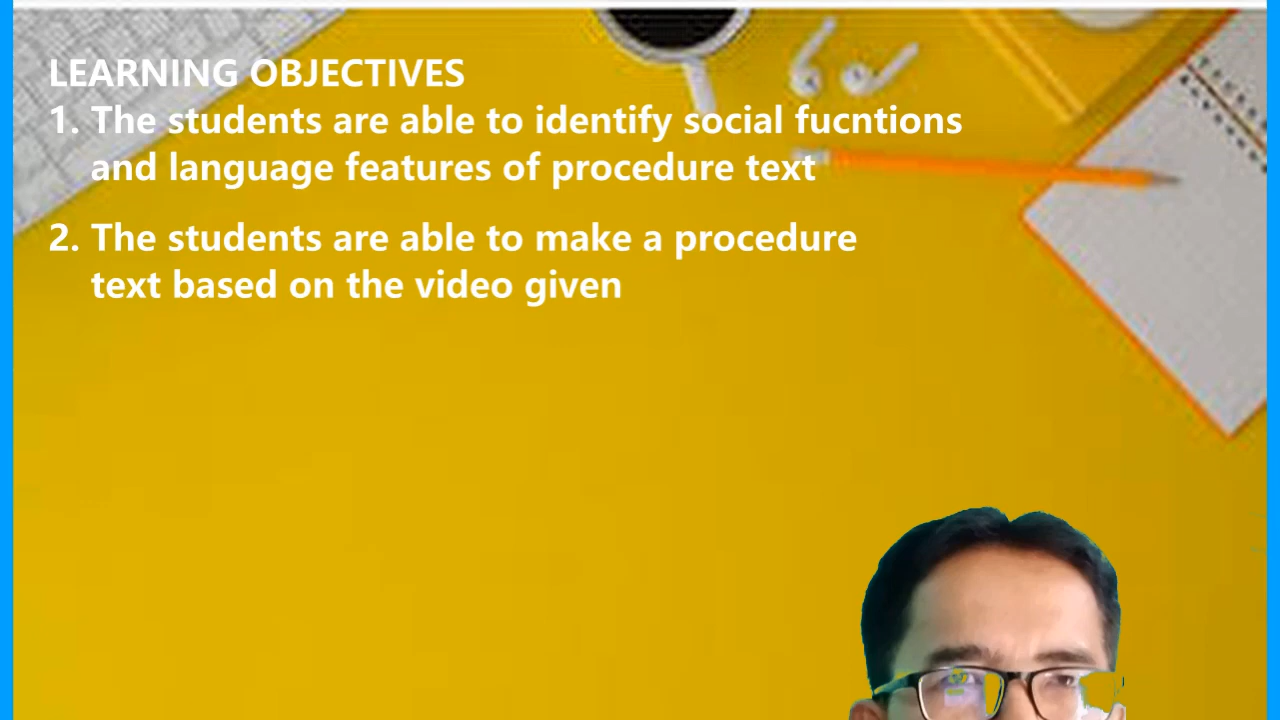 LEARNING OBJECTIVES
1. The students are able to identify social fucntions
and language features of procedure text
2. The students are able to make a procedure
text based on the video given